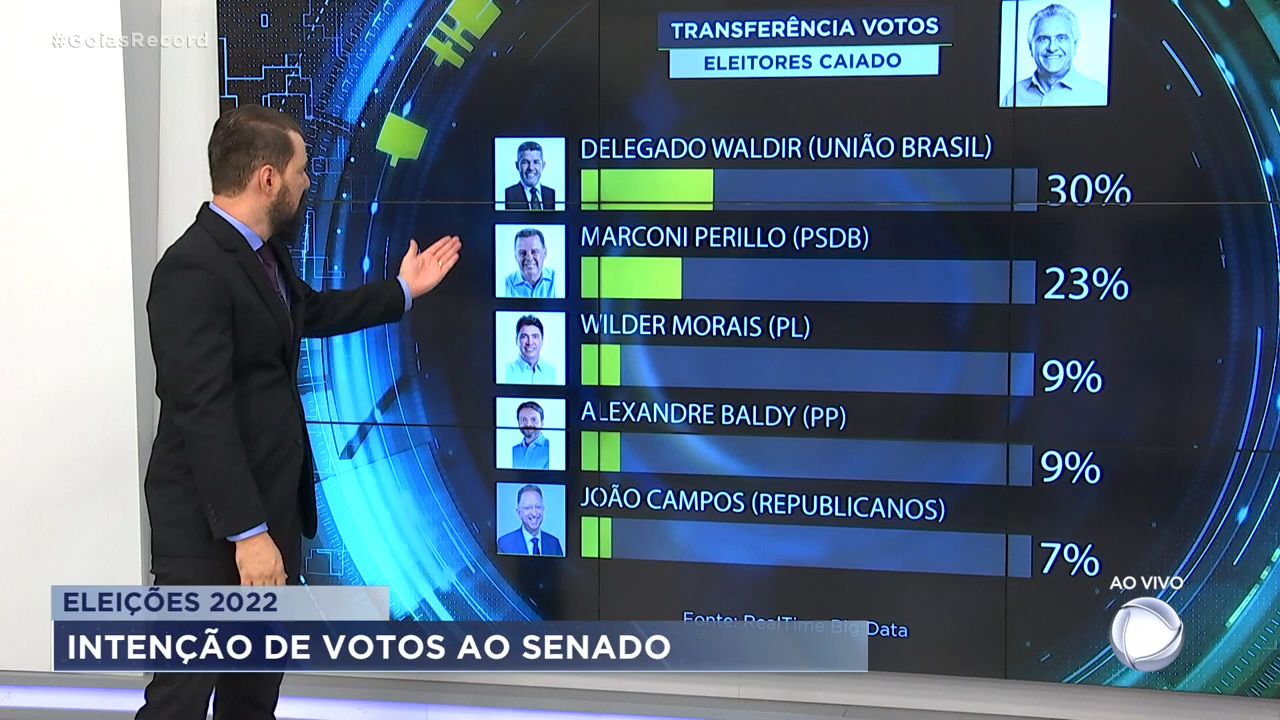 #GoiásRecord
TRANSFERÊNCIA VOTOS
ELEITORES CAIADO
DELEGADO WALDIR (UNIÃO BRASIL)
30%
MARCONI PERILLO (PSDB)
23%
WILDER MORAIS (PL)
9%
ALEXANDRE BALDY (PP)
9%
JOÃO CAMPOS (REPUBLICANOS)
7%
Fonte: RealTime Big Data
AO VIVO
ELEIÇÕES 2022
INTENÇÃO DE VOTOS AO SENADO